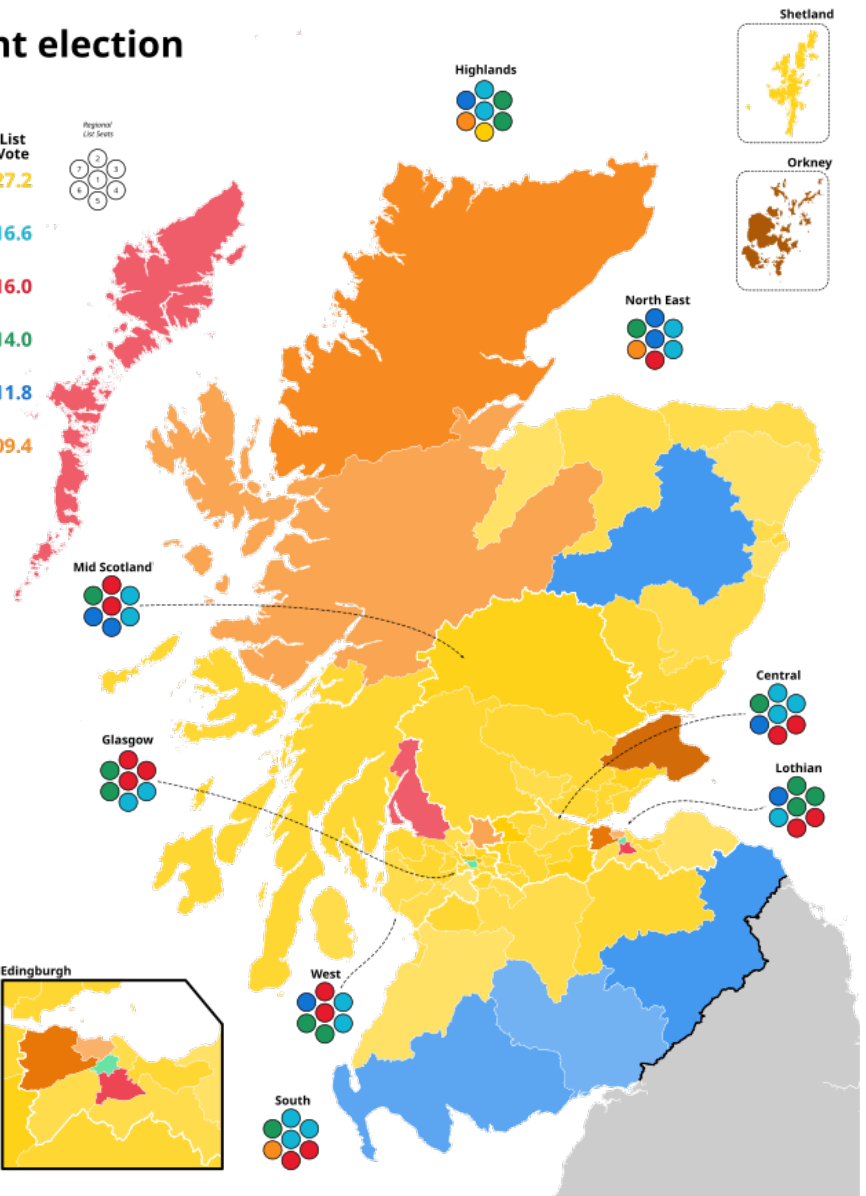 nt election
Shetland
Highlands
Regional
List Seats
List
Vote
2
7
3
1
6
4
5
27.2
16.6
16.0
14.0
11.8
09.4
Orkney
North East
Mid Scotland
Central
Glasgow
Lothian
Edingburgh
West
South